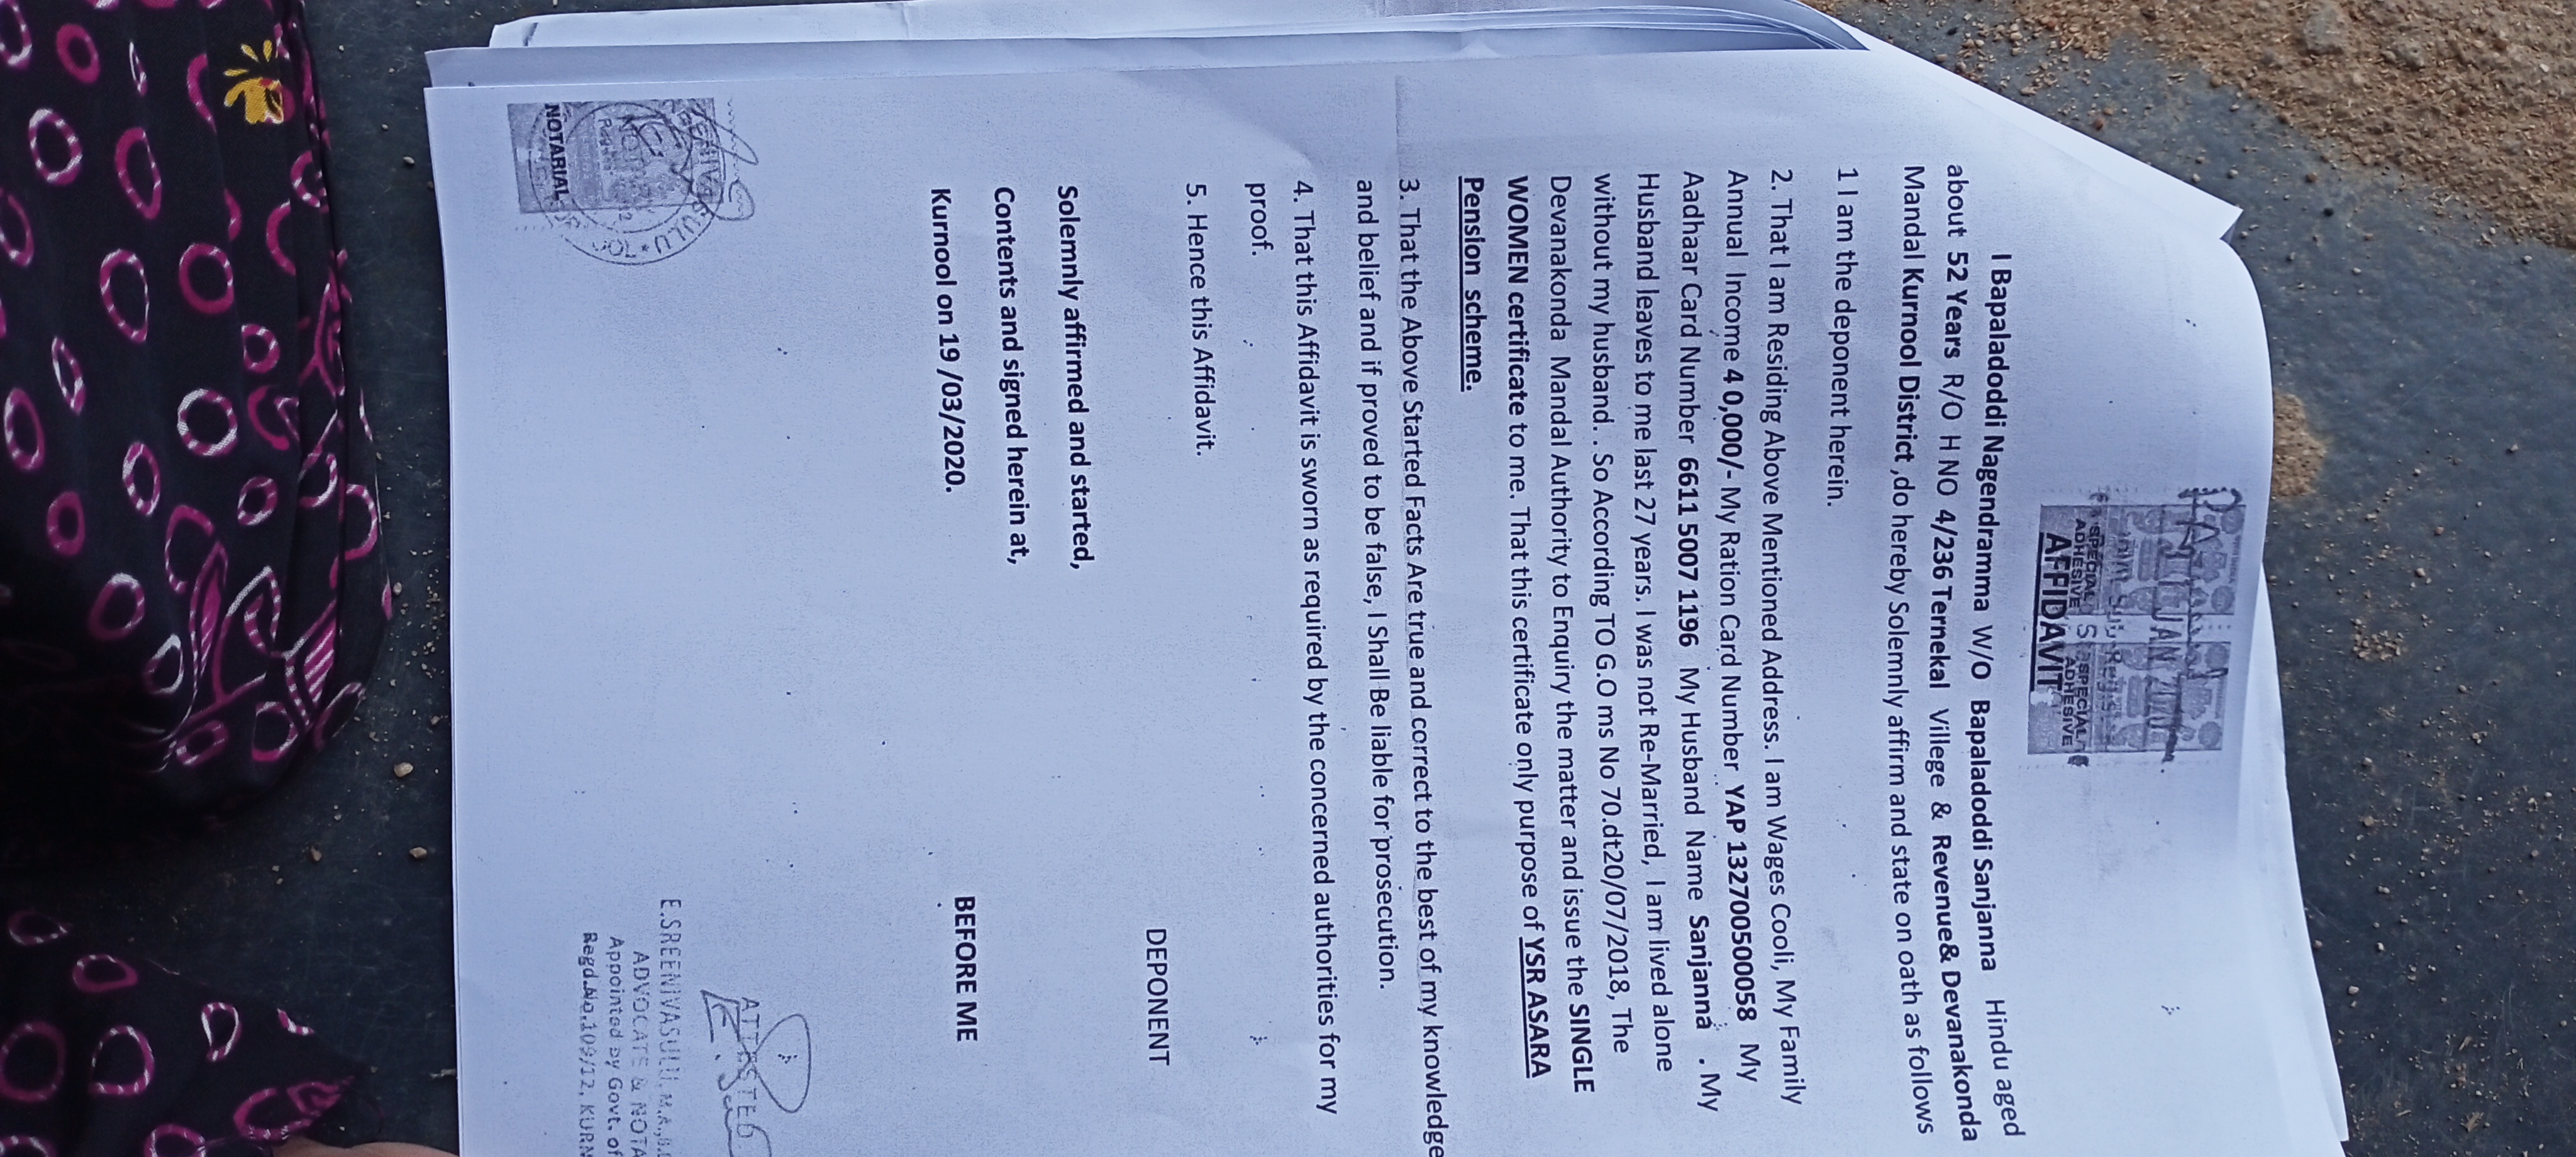 SPECIAL
ADHESIVE
SPECIAL
ADHESIVE
AFFIDAVIT
I Bapaladoddi Nagendramma W/O Bapaladoddi Sanjanna Hindu aged
about 52 Years R/O H NO 4/236 Ternekal Villege & Revenue& Devanakonda
Mandal Kurnool District ,do hereby Solemnly affirm and state on oath as follows
1 I am the deponent herein.
2. That I am Residing Above Mentioned Address. I am Wages Cooli, My Family
Annual Income 4 0,000/- My Ration Card Number YAP 132700500058 My
Aadhaar Card Number 6611 5007 1196 My Husband Name Sanjanna . My
Husband leaves to me last 27 years. I was not Re-Married, I am lived alone
without my husband. . So According TO G.O ms No 70.dt20/07/2018, The
Devanakonda Mandal Authority to Enquiry the matter and issue the SINGLE
WOMEN certificate to me. That this certificate only purpose of YSR ASARA
Pension scheme.
3. That the Above Started Facts Are true and correct to the best of my knowledge
and belief and if proved to be false, I Shall Be liable for prosecution.
4. That this Affidavit is sworn as required by the concerned authorities for my
proof.
5. Hence this Affidavit.
DEPONENT
Solemnly affirmed and started,
Contents and signed herein at,
Kurnool on 19 /03/2020.
BEFORE ME
ATTESTED
E.SREENIVASULU, M.A.,
ADVOCATE & NOTA
Appointed by Govt. of
Regd.No.109/12, KURN
NOTARIAL